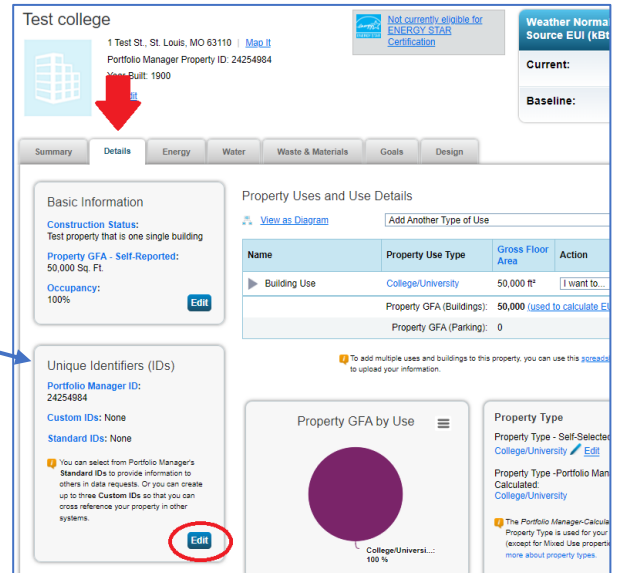 Test college
1 Test St., St. Louis, MO 63110 | Map It
Portfolio Manager Property ID: 24254984
Year Built: 1900
Not currently eligible for
ENERGY STAR
Certification
Weather Norma
Source EUI (kBt
Current:
Baseline:
Summary
Details
Energy
Water
Waste & Materials
Goals
Design
Basic Information
Construction Status:
Test property that is one single building
Property GFA - Self-Reported:
50,000 Sq. Ft.
Occupancy:
100%
Edit
Property Uses and Use Details
View as Diagram
Add Another Type of Use
Name
Property Use Type
Gross Floor
Area
Action
Building Use
College/University
50,000 ft²
I want to...
Property GFA (Buildings): 50,000 (used to calculate EU
Property GFA (Parking): 0
To add multiple uses and buildings to this property, you can use this spreads
to upload your information.
Unique Identifiers (IDs)
Portfolio Manager ID:
24254984
Custom IDs: None
Standard IDs: None
You can select from Portfolio Manager's
Standard IDs to provide information to
others in data requests. Or you can create
up to three Custom IDs so that you can
cross reference your property in other
systems.
Edit
Property GFA by Use
College/Universi...:
100 %
Property Type
Property Type - Self-Selected
College/University Edit
Property Type -Portfolio Man
Calculated:
College/University
The Portfolio Manager-Calcula
Property Type is used for your
(except for Mixed Use properti
more about property types.